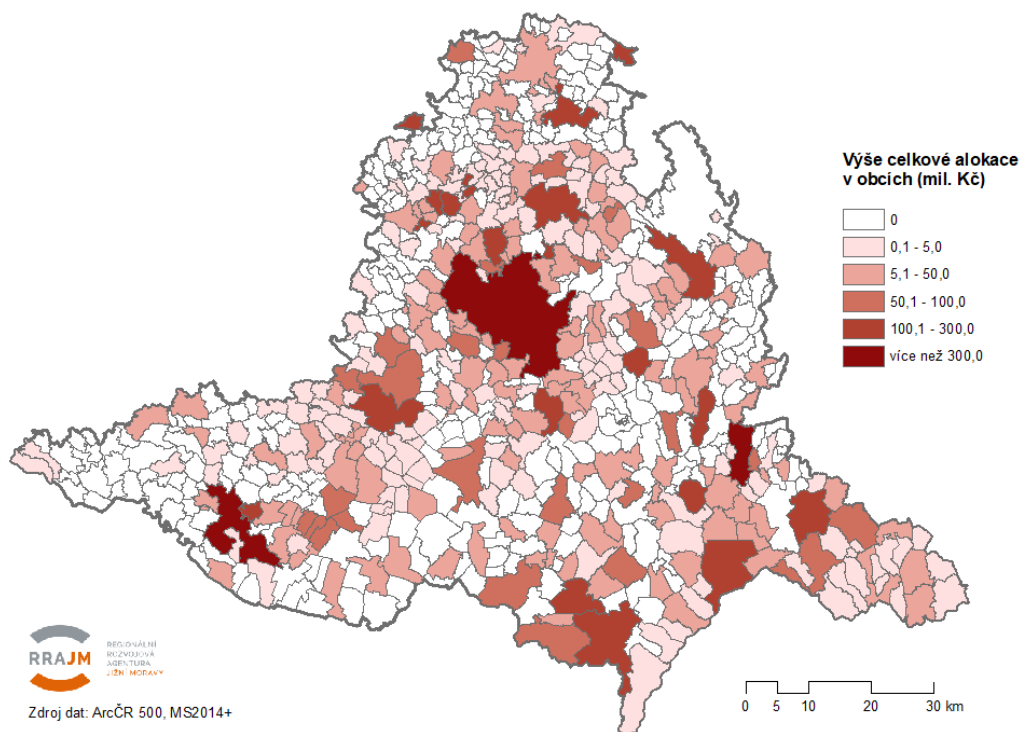 Výše celkové alokace
v obcích (mil. Kč)
0
0,1 - 5,0
5,1 - 50,0
50,1 - 100,0
100,1 - 300,0
více než 300,0
RRAJM
REGIONÁLNÍ
ROZVOJOVÁ
AGENTURA
JIŽNÍ MORAVY
Zdroj dat: ArcČR 500, MS2014+
0 5 10 20 30 km